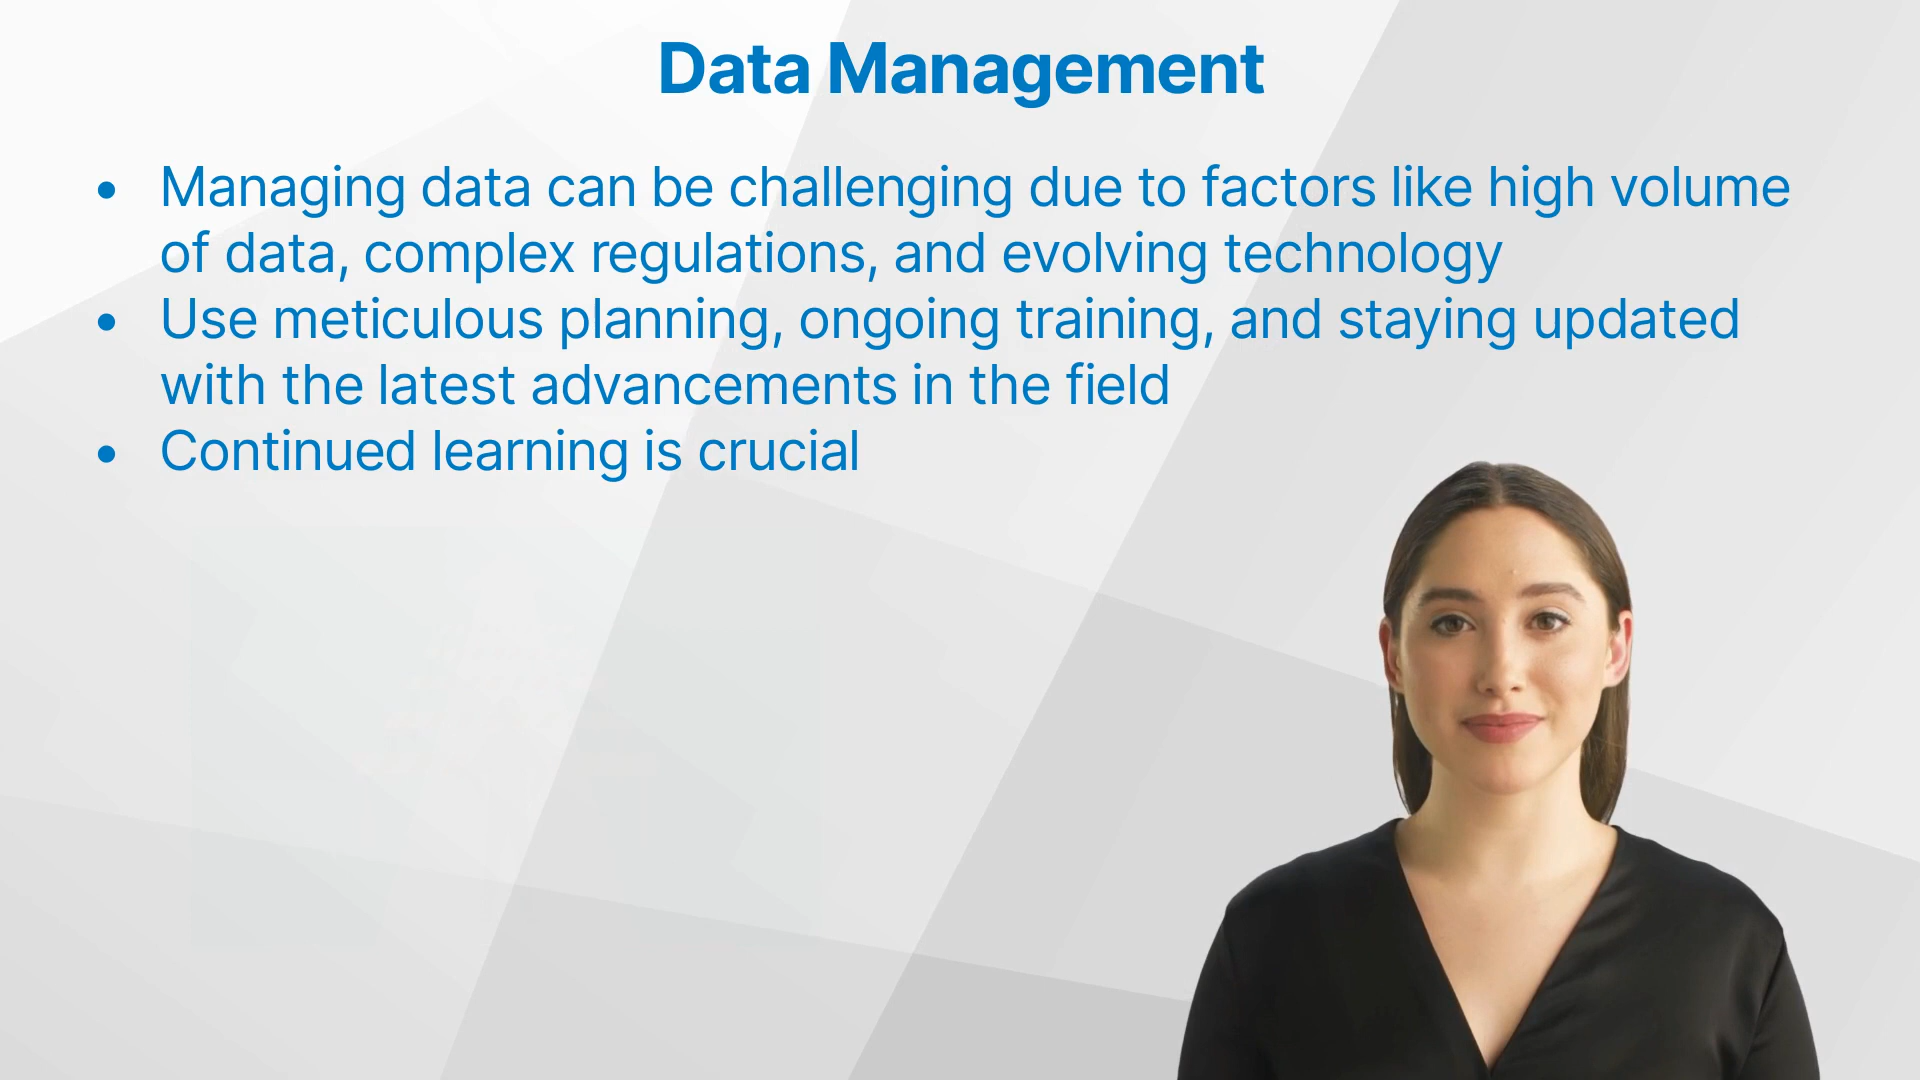 Data Management
• Managing data can be challenging due to factors like high volume
of data, complex regulations, and evolving technology
• Use meticulous planning, ongoing training, and staying updated
with the latest advancements in the field
• Continued learning is crucial